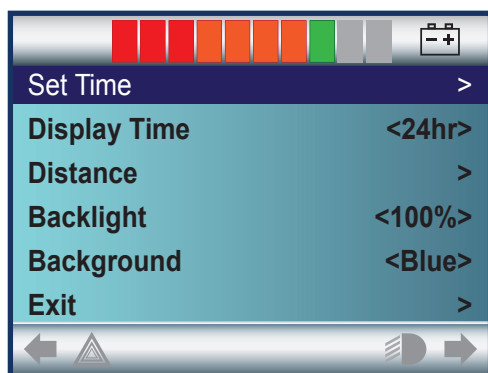 Set Time >
Display Time <24hr>
Distance >
Backlight <100%>
Background <Blue>
Exit >